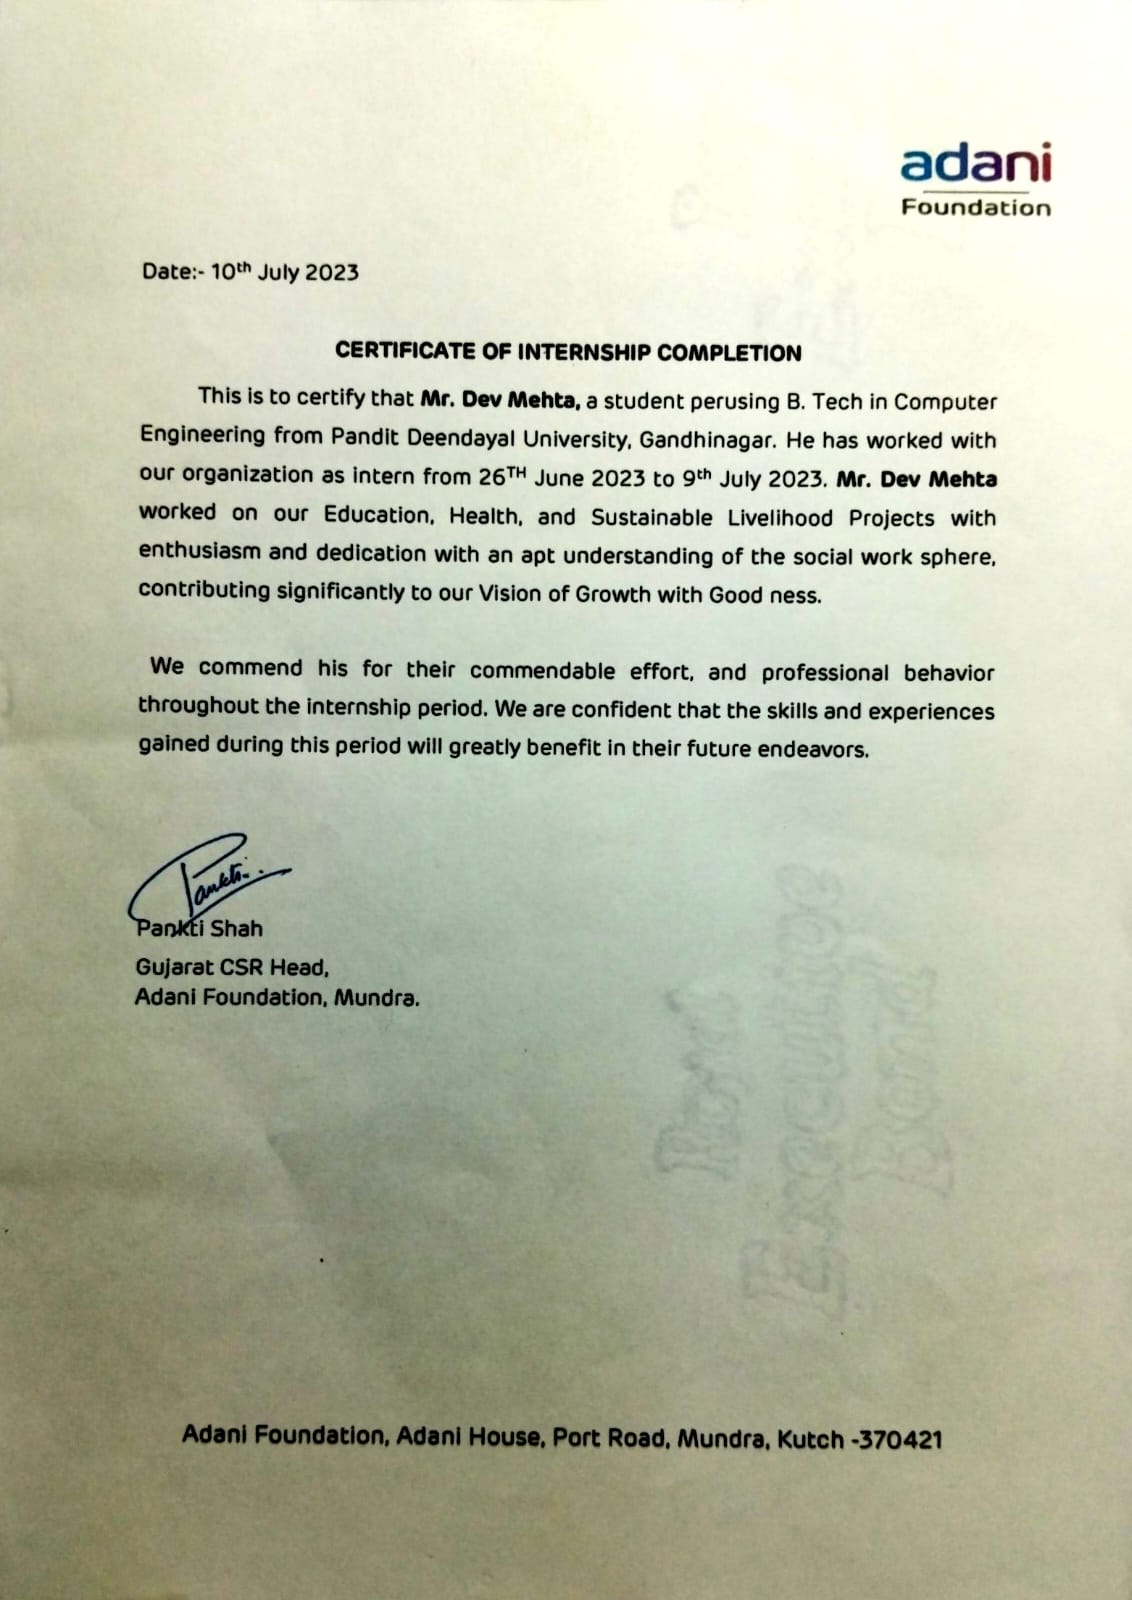 adani
Foundation
Date:- 10th July 2023
CERTIFICATE OF INTERNSHIP COMPLETION
This is to certify that Mr. Dev Mehta, a student perusing B. Tech in Computer
Engineering from Pandit Deendayal University, Gandhinagar. He has worked with
our organization as intern from 26TH June 2023 to 9th July 2023. Mr. Dev Mehta
worked on our Education, Health, and Sustainable Livelihood Projects with
enthusiasm and dedication with an apt understanding of the social work sphere,
contributing significantly to our Vision of Growth with Good ness.
We commend his for their commendable effort, and professional behavior
throughout the internship period. We are confident that the skills and experiences
gained during this period will greatly benefit in their future endeavors.
Pankti
Pankti Shah
Gujarat CSR Head,
Adani Foundation, Mundra.
Executive
Bond
Adani Foundation, Adani House, Port Road, Mundra, Kutch -370421